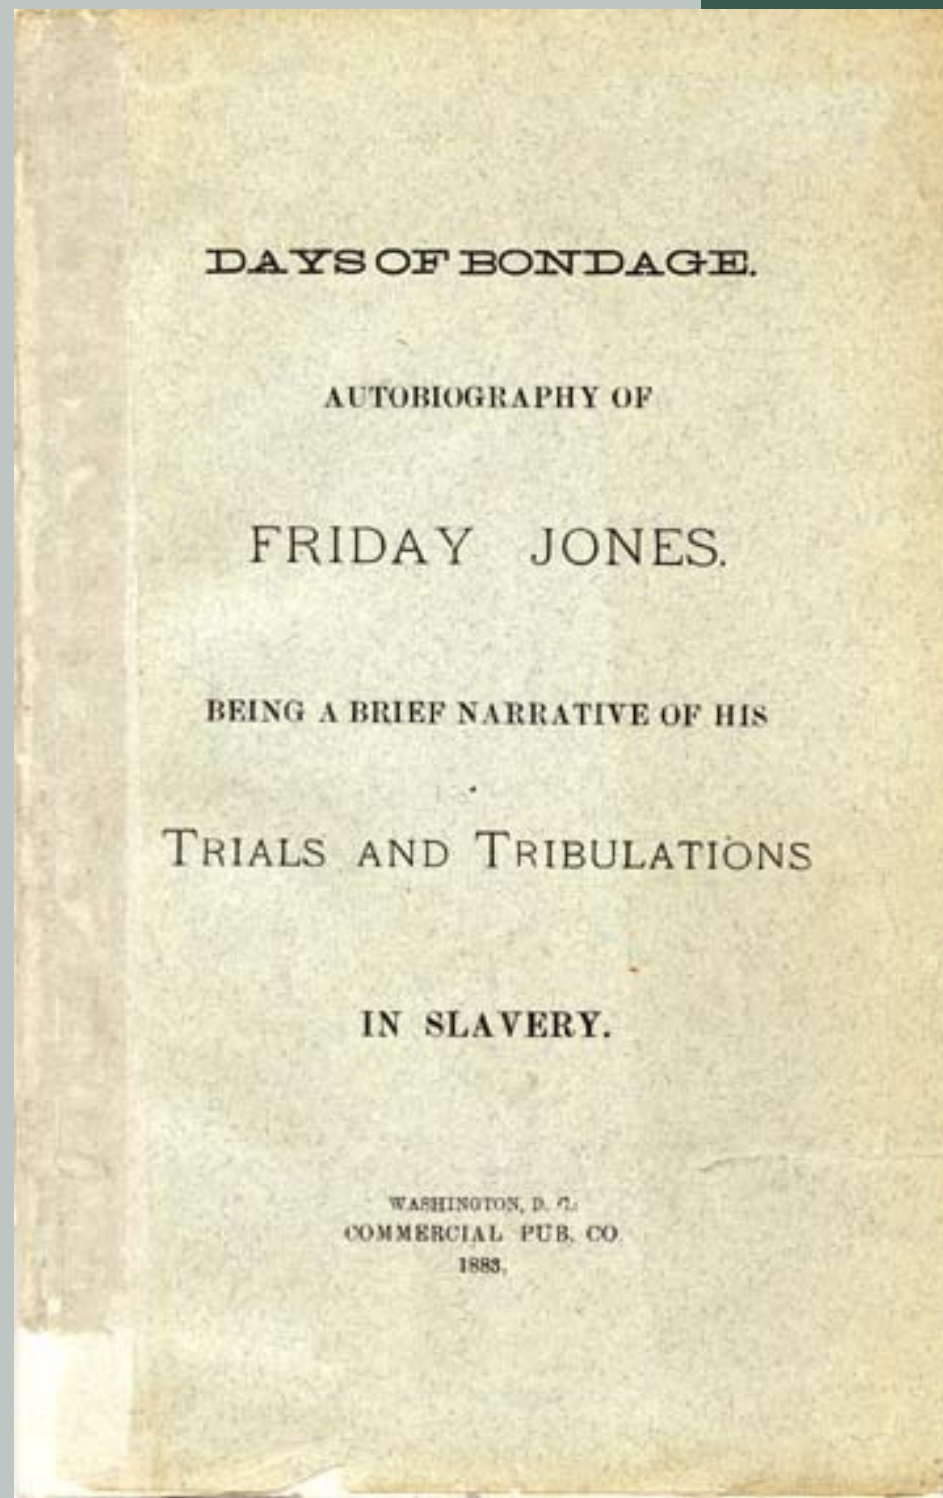 DAYS OF BONDAGE.
AUTOBIOGRAPHY OF
FRIDAY JONES.
BEING A BRIEF NARRATIVE OF HIS
TRIALS AND TRIBULATIONS
IN SLAVERY.
WASHINGTON, D. C.:
COMMERCIAL PUB. CO.
1883.